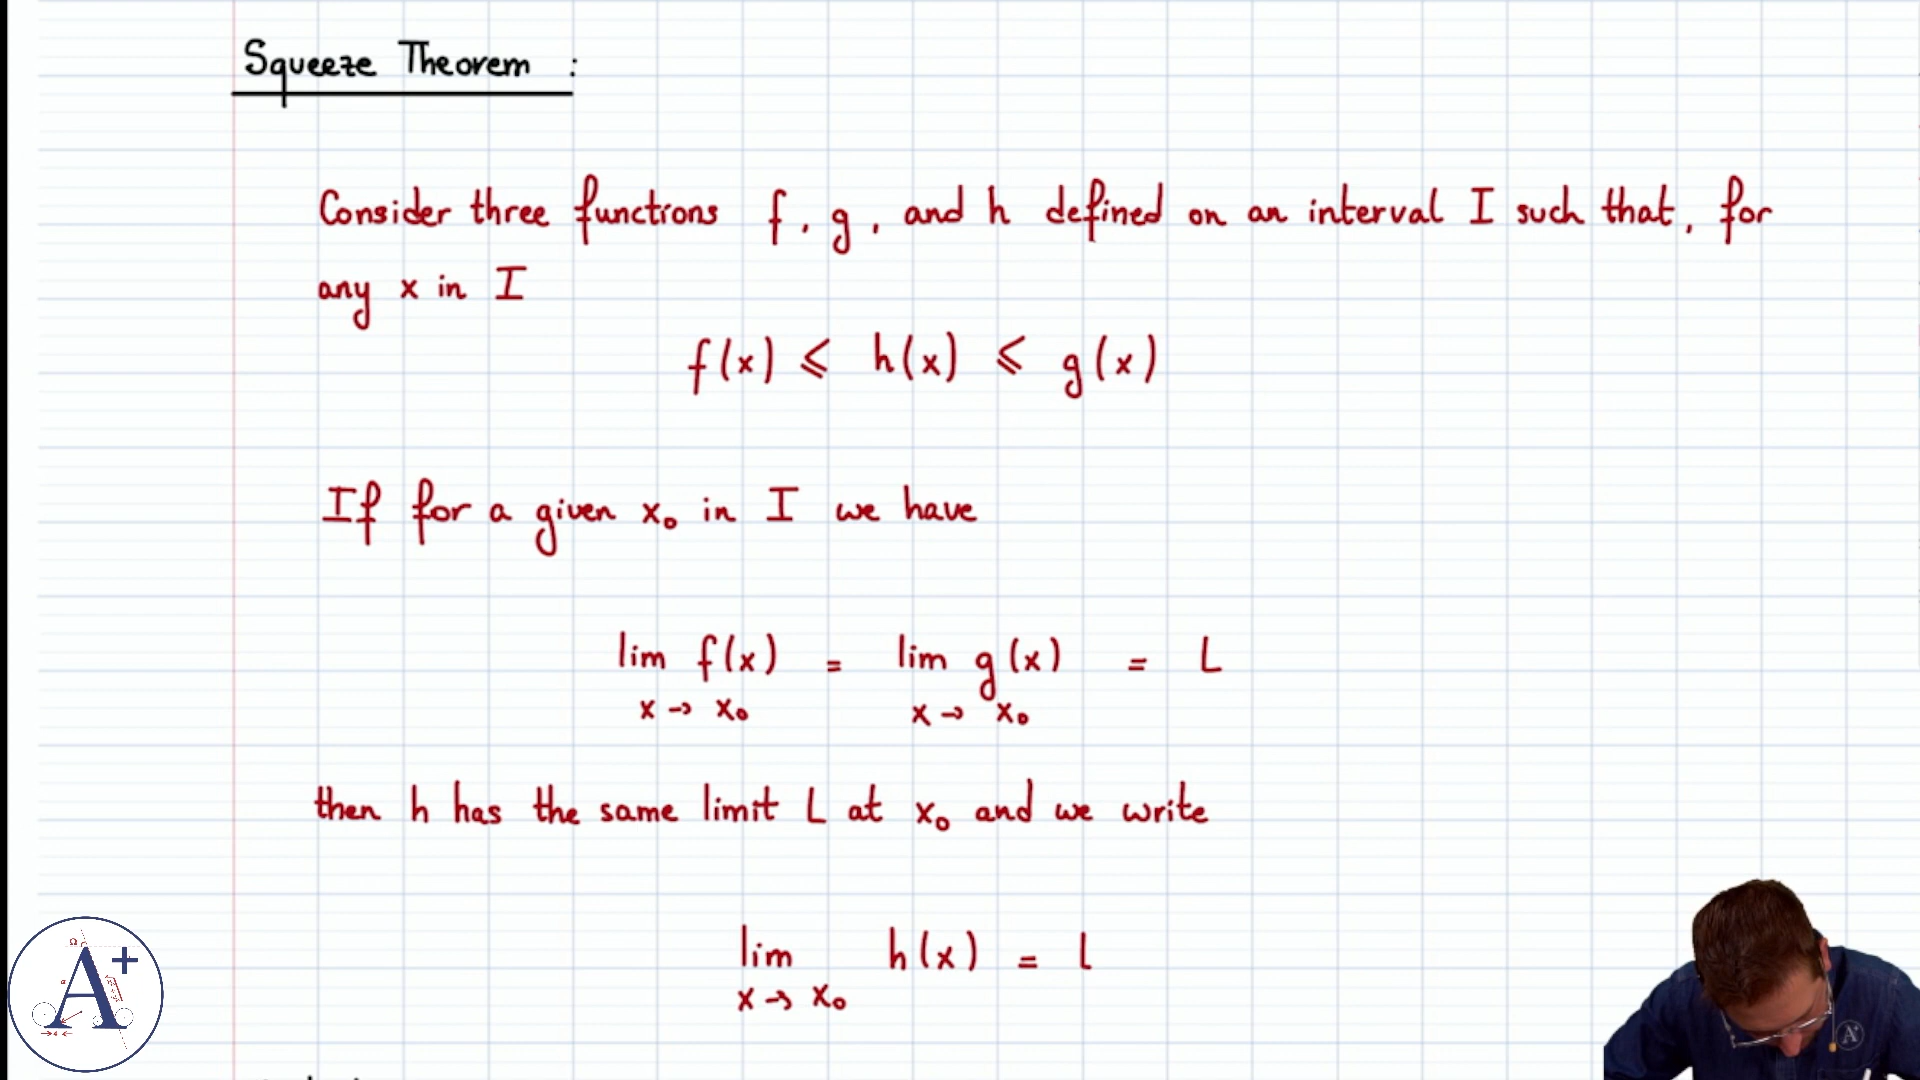 Squeeze Theorem :
Consider three functions f, g, and h defined on an interval I such that, for
any x in I
f(x) ⩽ h(x) ⩽ g(x)
If for a given x₀ in I we have
lim f(x) = lim g(x) = L
x → x₀ x → x₀
then h has the same limit L at x₀ and we write
lim h(x) = L
x → x₀
A+
A+